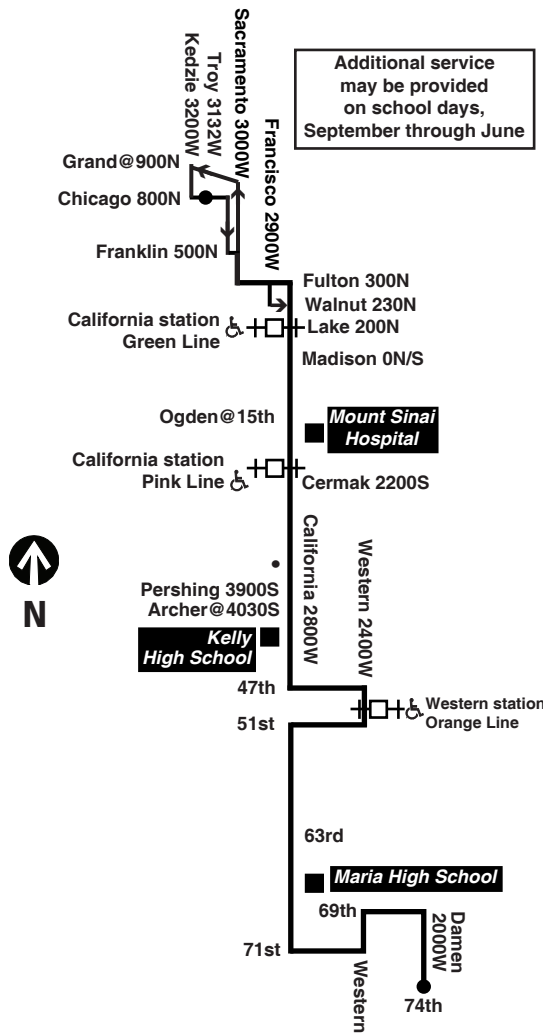 Additional service
may be provided
on school days,
September through June
Kedzie 3200W
Troy 3132W
Sacramento 3000W
Francisco 2900W
Grand@900N
Chicago 800N
Franklin 500N
Fulton 300N
Walnut 230N
California station
Green Line
Lake 200N
Madison 0N/S
Ogden@15th
Mount Sinai
Hospital
California station
Pink Line
Cermak 2200S
California 2800W
Western 2400W
N
Pershing 3900S
Archer@4030S
Kelly
High School
47th
Western station
Orange Line
51st
63rd
Maria High School
69th
Damen
2000W
71st
Western
74th